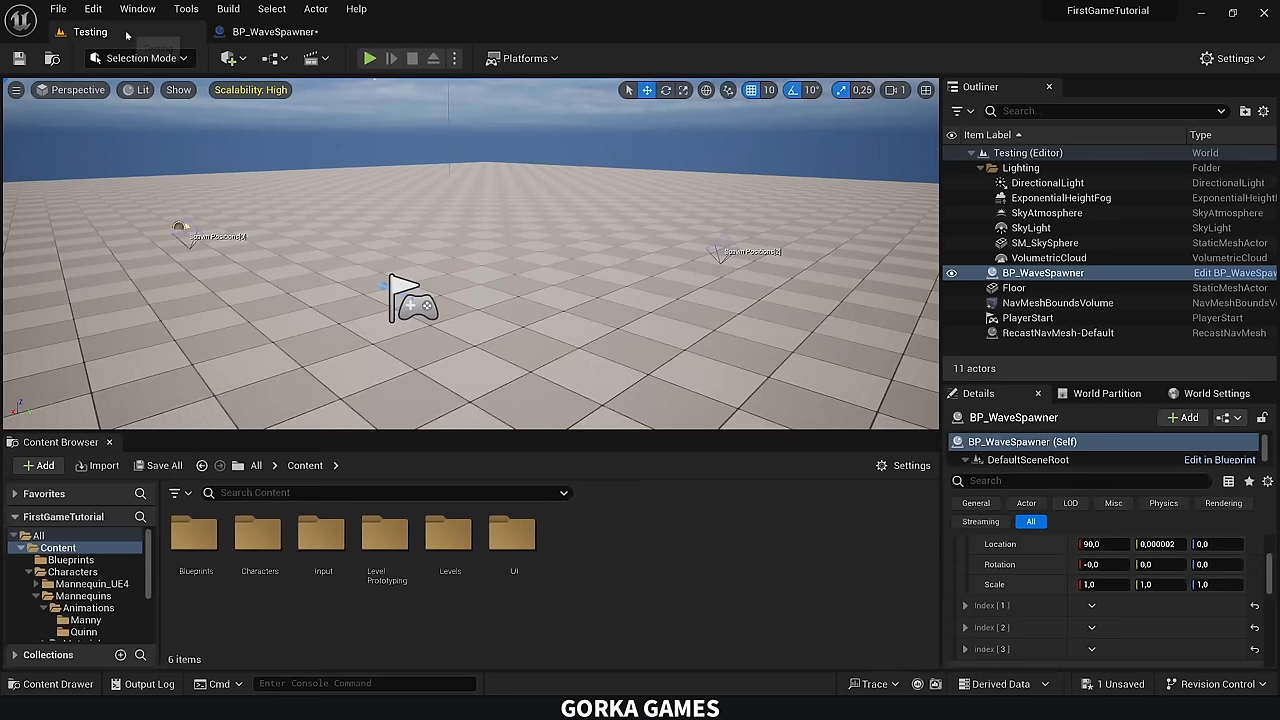 File Edit Window Tools Build Select Actor Help FirstGameTutorial
Testing BP_WaveSpawner•
Selection Mode Platforms Settings
Perspective Lit Show Scalability: High 10 10° 0,25 1
Outliner
Search...
Item Label Type
Testing (Editor) World
Lighting Folder
DirectionalLight DirectionalLight
ExponentialHeightFog ExponentialHeight
SkyAtmosphere SkyAtmosphere
SkyLight SkyLight
SM_SkySphere StaticMeshActor
VolumetricCloud VolumetricCloud
BP_WaveSpawner Edit BP_WaveSpaw
Floor StaticMeshActor
NavMeshBoundsVolume NavMeshBoundsV
PlayerStart PlayerStart
RecastNavMesh-Default RecastNavMesh
11 actors
Spawn Positions[2]
Details World Partition World Settings
BP_WaveSpawner Add
BP_WaveSpawner (Self)
DefaultSceneRoot Edit in Blueprint
Search
General Actor LOD Misc Physics Rendering
Streaming All
Location 90,0 0,000002 0,0
Rotation -0,0 0,0 0,0
Scale 1,0 1,0 1,0
Index [ 1 ]
Index [ 2 ]
Index [ 3 ]
Content Browser
Add Import Save All All Content Settings
Favorites
FirstGameTutorial
All
Content
Blueprints
Characters
Mannequin_UE4
Mannequins
Animations
Manny
Quinn
Collections
Search Content
Blueprints Characters Input Level Prototyping Levels UI
6 items
Content Drawer Output Log Cmd Enter Console Command Trace Derived Data 1 Unsaved Revision Control
GORKA GAMES